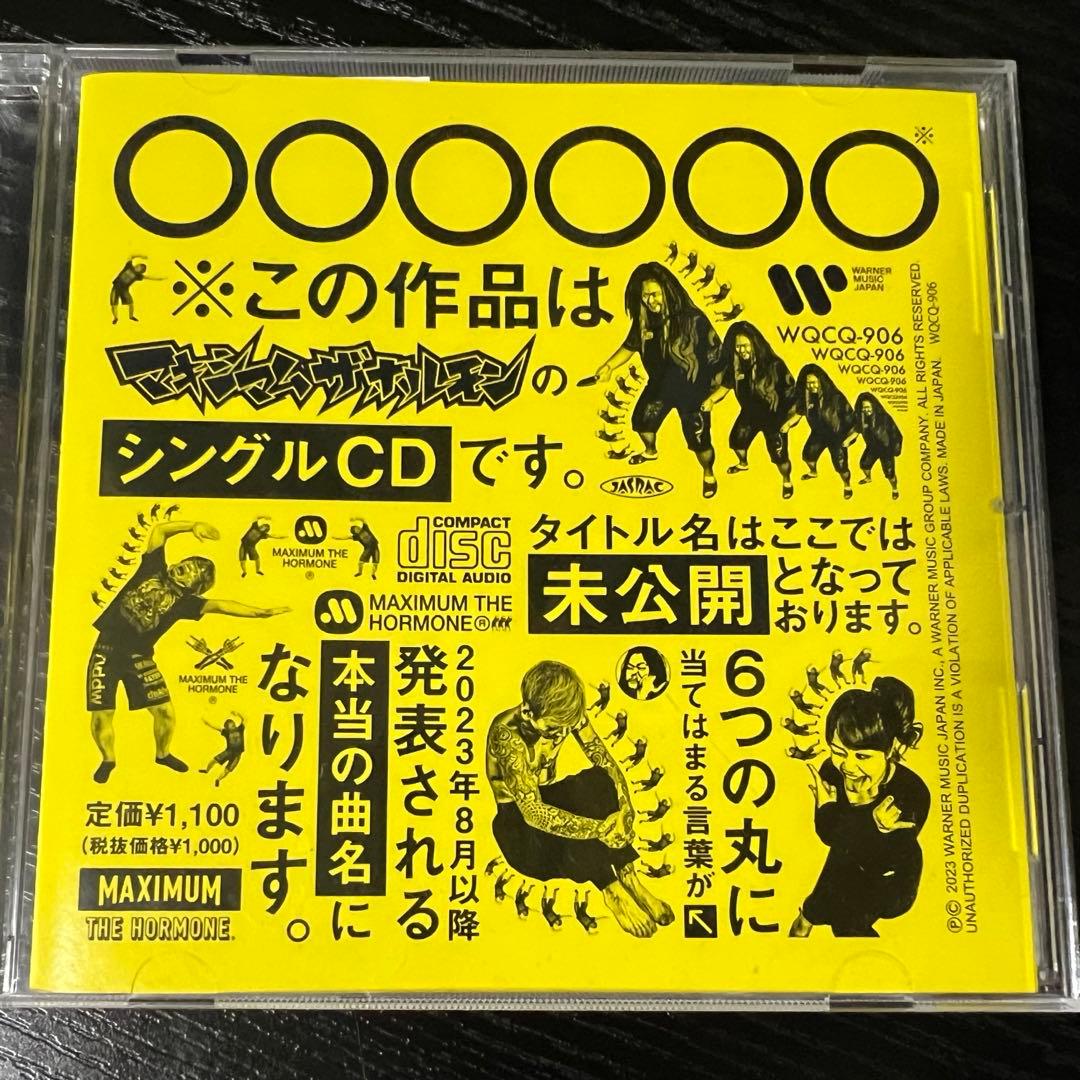 〇〇〇〇〇〇※
※この作品は
マキシマムザホルモンの
シングルCDです。
WARNER
MUSIC
JAPAN
WQCQ-906
WQCQ-906
WQCQ-906
WQCQ-906
WQCQ-906
WQCQ-906
JASRAC
タイトル名はここでは
未公開となって
おります。
COMPACT
disc
DIGITAL AUDIO
MAXIMUM THE
HORMONE
®
MAXIMUM THE
HORMONE®
MAXIMUM THE
HORMONE
®
6つの丸に
当てはまる言葉が↖
2023年8月以降
発表される
本当の曲名に
なります。
定価¥1,100
(税抜価格¥1,000)
MAXIMUM
THE HORMONE®
ⓅⒸ 2023 WARNER MUSIC JAPAN INC., A WARNER MUSIC GROUP COMPANY. ALL RIGHTS RESERVED.
UNAUTHORIZED DUPLICATION IS A VIOLATION OF APPLICABLE LAWS. MADE IN JAPAN. WQCQ-906